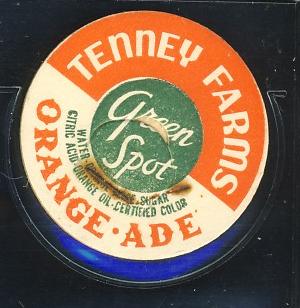 TENNEY FARMS
Green
Spot
WATER SUGAR
CITRIC ACID-ORANGE OIL-CERTIFIED COLOR
ORANGE·ADE